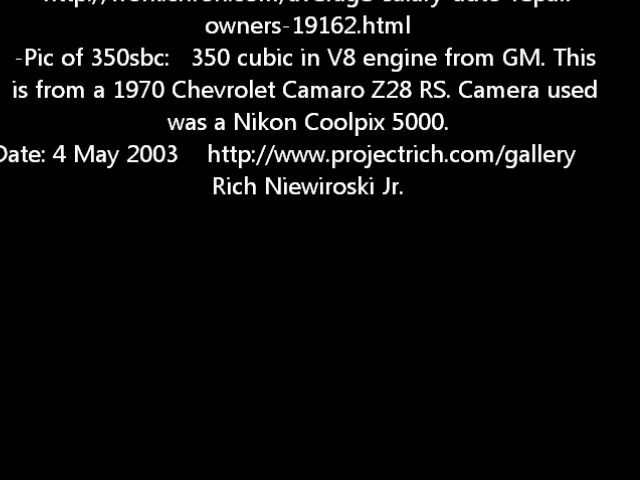 owners-19162.html
-Pic of 350sbc:   350 cubic in V8 engine from GM. This
is from a 1970 Chevrolet Camaro Z28 RS. Camera used
was a Nikon Coolpix 5000.
Date: 4 May 2003    http://www.projectrich.com/gallery
Rich Niewiroski Jr.